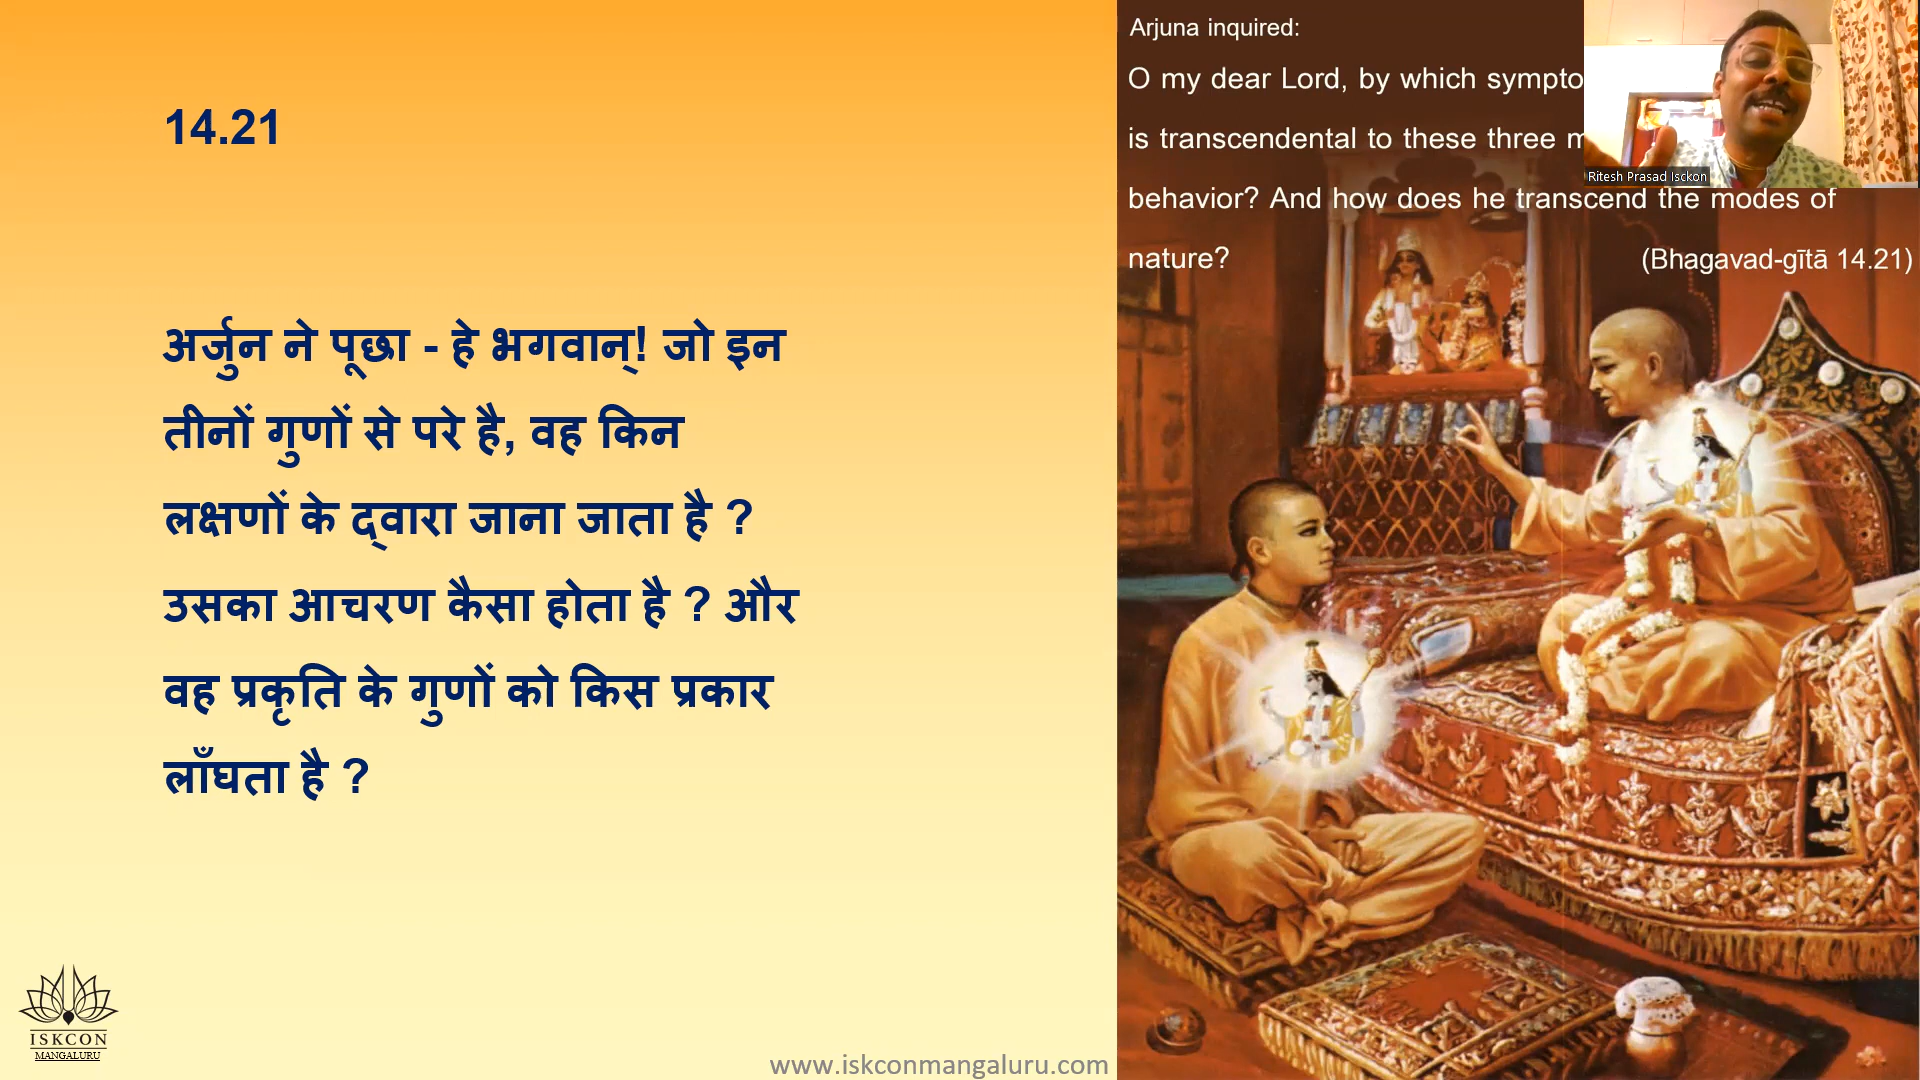 14.21
अर्जुन ने पूछा - हे भगवान्! जो इन
तीनों गुणों से परे है, वह किन
लक्षणों के द्वारा जाना जाता है ?
उसका आचरण कैसा होता है ? और
वह प्रकृति के गुणों को किस प्रकार
लाँघता है ?
ISKCON
MANGALURU
www.iskconmangaluru.com
Arjuna inquired:
O my dear Lord, by which
is transcendental to these three
behavior? And how does he transcend the modes of
nature? (Bhagavad-gītā 14.21)
Ritesh Prasad Isckon